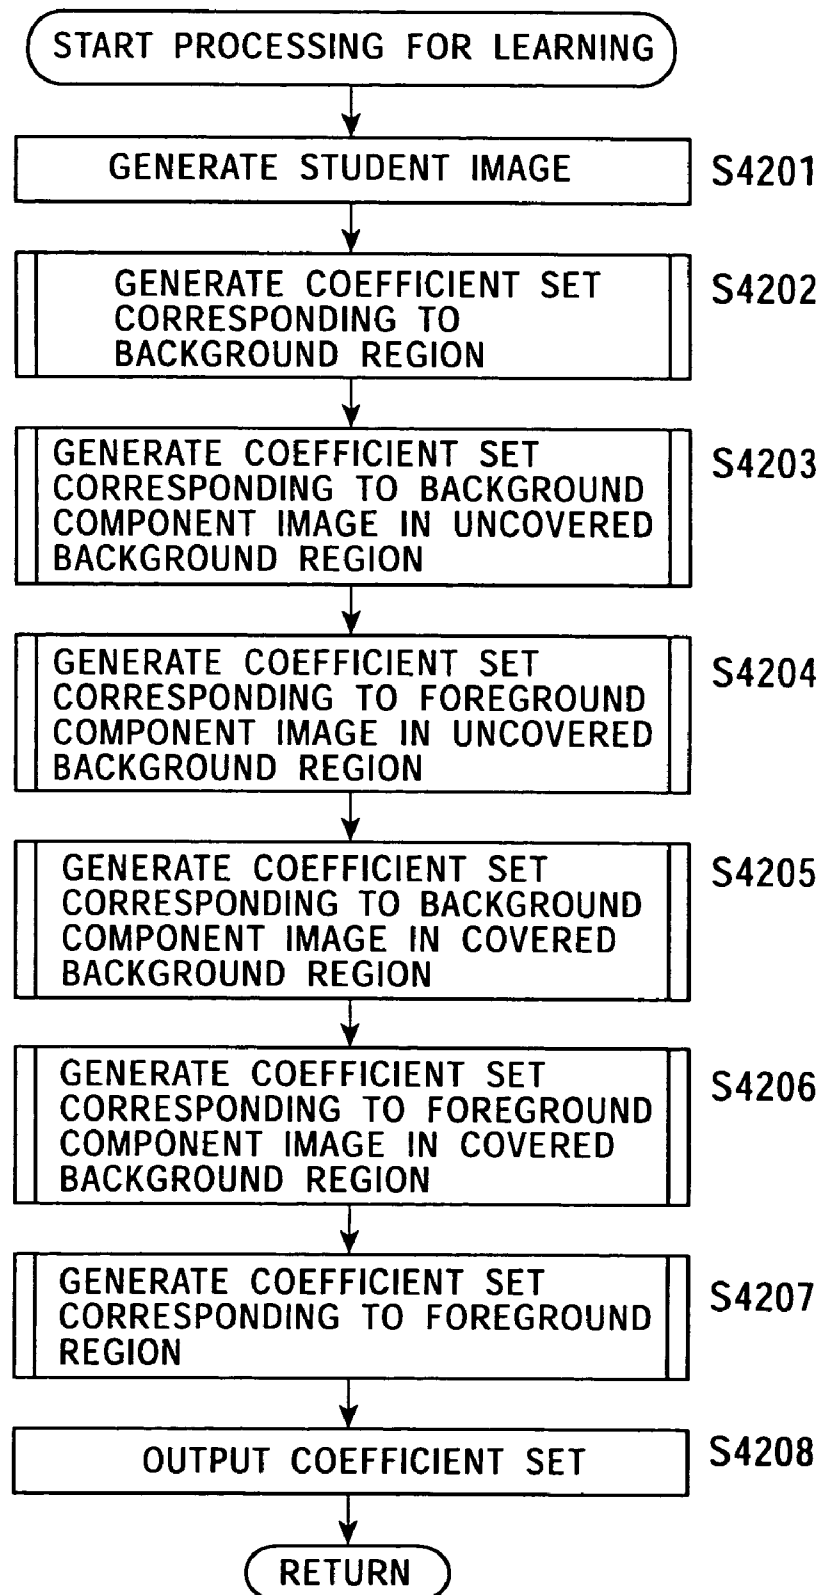 START PROCESSING FOR LEARNING
GENERATE STUDENT IMAGE
S4201
GENERATE COEFFICIENT SET
CORRESPONDING TO
BACKGROUND REGION
S4202
GENERATE COEFFICIENT SET
CORRESPONDING TO BACKGROUND
COMPONENT IMAGE IN UNCOVERED
BACKGROUND REGION
S4203
GENERATE COEFFICIENT SET
CORRESPONDING TO FOREGROUND
COMPONENT IMAGE IN UNCOVERED
BACKGROUND REGION
S4204
GENERATE COEFFICIENT SET
CORRESPONDING TO BACKGROUND
COMPONENT IMAGE IN COVERED
BACKGROUND REGION
S4205
GENERATE COEFFICIENT SET
CORRESPONDING TO FOREGROUND
COMPONENT IMAGE IN COVERED
BACKGROUND REGION
S4206
GENERATE COEFFICIENT SET
CORRESPONDING TO FOREGROUND
REGION
S4207
OUTPUT COEFFICIENT SET
S4208
RETURN